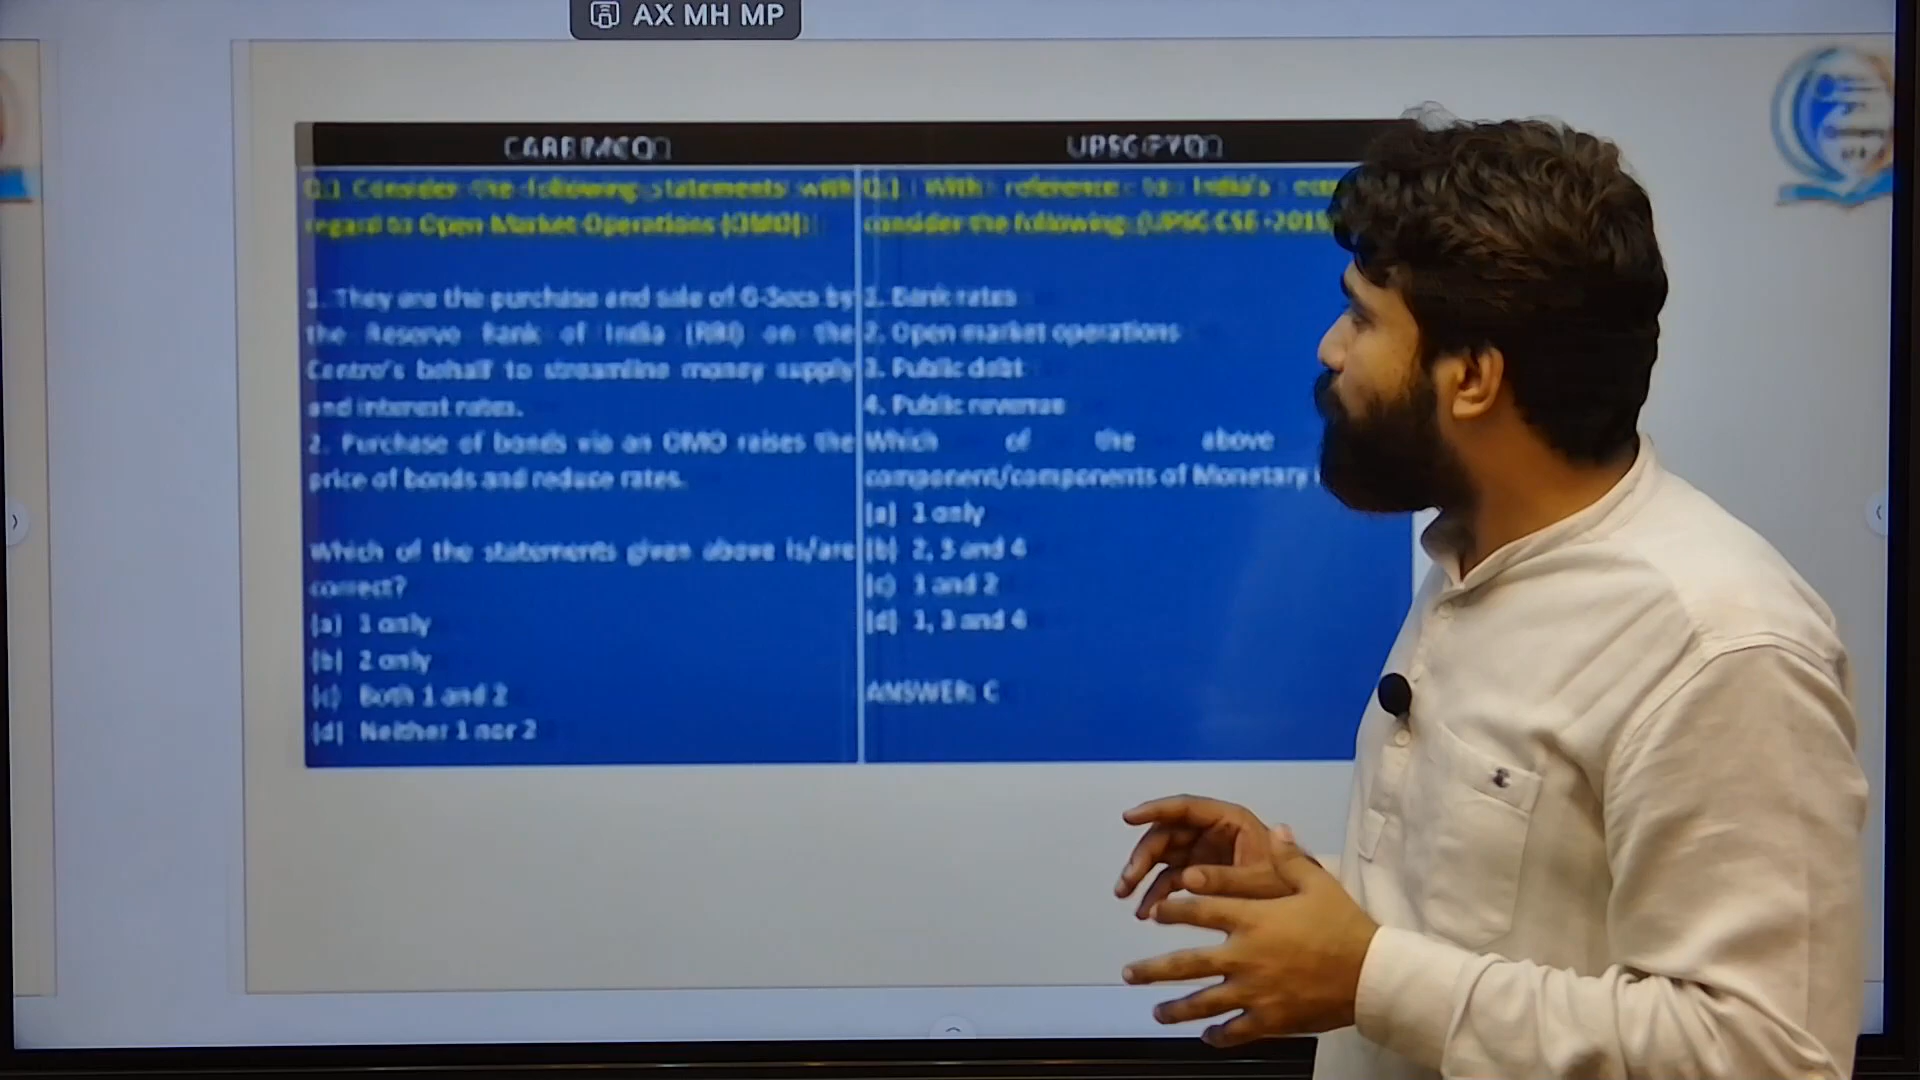 AX MH MP
CARE MCQ
UPSC PYQ
Q.1 Consider the following statements with
regard to Open Market Operations (OMO):
1. They are the purchase and sale of G-Secs by
the Reserve Bank of India (RBI) on the
Centre's behalf to streamline money supply
and interest rates.
2. Purchase of bonds via an OMO raises the
price of bonds and reduce rates.
Which of the statements given above is/are
correct?
(a) 1 only
(b) 2 only
(c) Both 1 and 2
(d) Neither 1 nor 2
Q.1 With reference to India's
consider the following: (UPSC CSE -2015
1. Bank rates
2. Open market operations
3. Public debt
4. Public revenue
Which of the above
component/components of Monetary
(a) 1 only
(b) 2, 3 and 4
(c) 1 and 2
(d) 1, 3 and 4
ANSWER: C